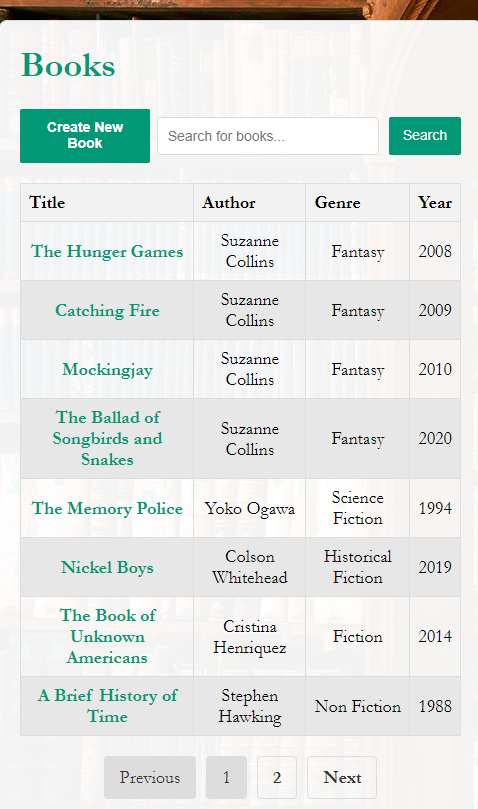 Books
Create New
Book
Search for books...
Search
Title Author Genre Year
The Hunger Games Suzanne Collins Fantasy 2008
Catching Fire Suzanne Collins Fantasy 2009
Mockingjay Suzanne Collins Fantasy 2010
The Ballad of Songbirds and Snakes Suzanne Collins Fantasy 2020
The Memory Police Yoko Ogawa Science Fiction 1994
Nickel Boys Colson Whitehead Historical Fiction 2019
The Book of Unknown Americans Cristina Henriquez Fiction 2014
A Brief History of Time Stephen Hawking Non Fiction 1988
Previous 1 2 Next